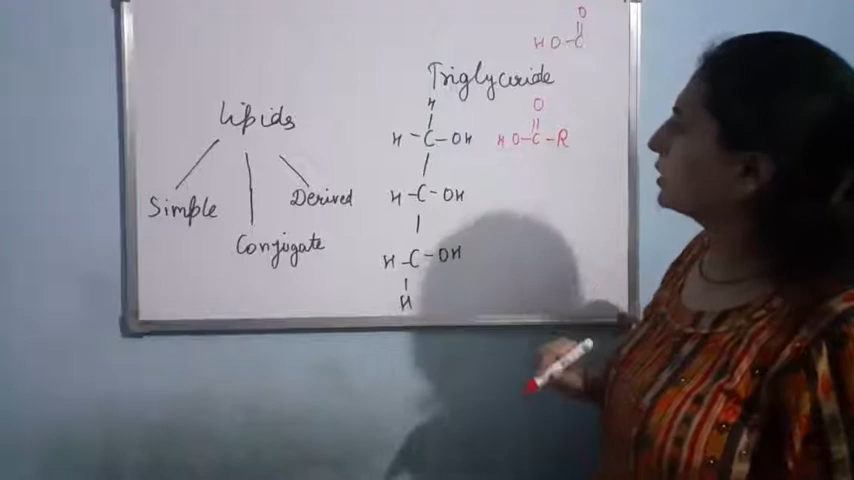 Lipids
Simple
Conjugate
Derived
Triglyceride
H
H - C - OH
H - C - OH
H - C - OH
H
O
HO - C
O
HO - C - R